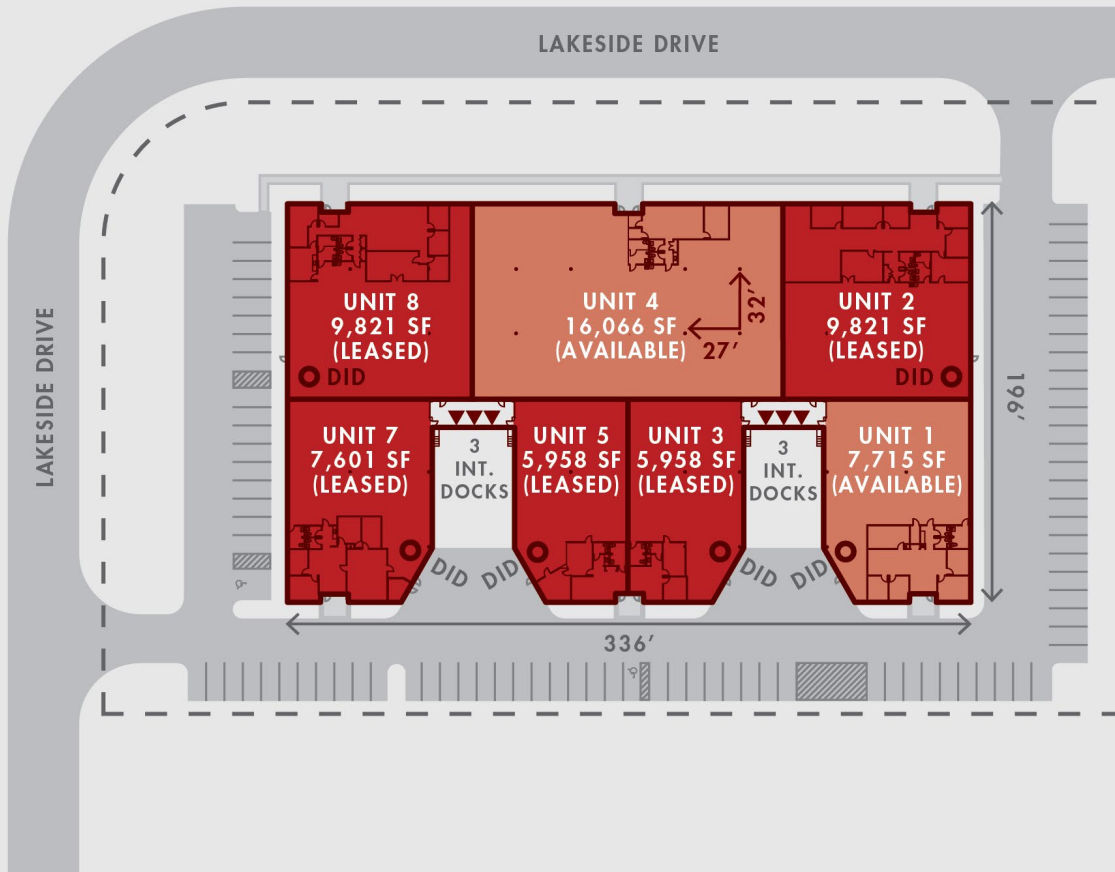 LAKESIDE DRIVE
LAKESIDE DRIVE
UNIT 8
9,821 SF
(LEASED)
DID
UNIT 4
16,066 SF
(AVAILABLE)
32’
27’
UNIT 2
9,821 SF
(LEASED)
DID
196’
UNIT 7
7,601 SF
(LEASED)
3
INT.
DOCKS
UNIT 5
5,958 SF
(LEASED)
UNIT 3
5,958 SF
(LEASED)
3
INT.
DOCKS
UNIT 1
7,715 SF
(AVAILABLE)
DID
DID
DID
DID
336’